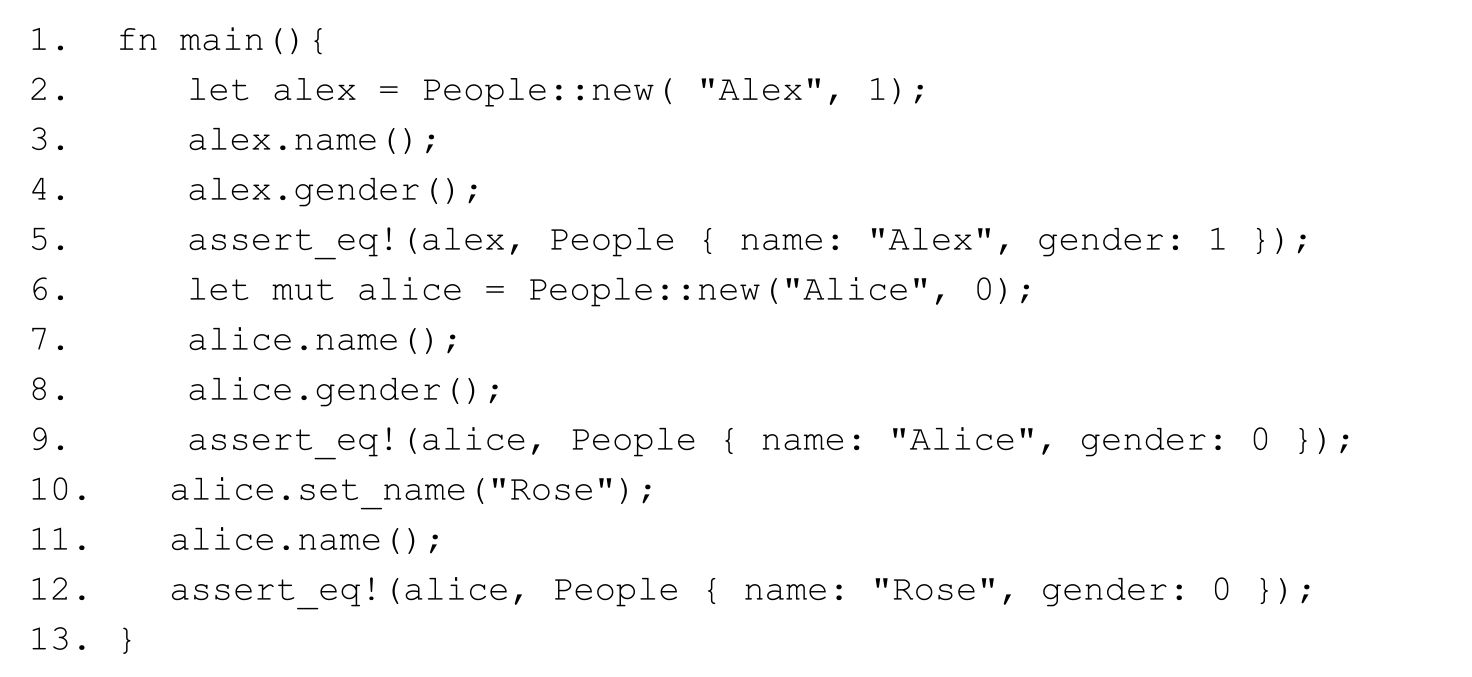 1. fn main(){
2. let alex = People::new( "Alex", 1);
3. alex.name();
4. alex.gender();
5. assert_eq!(alex, People { name: "Alex", gender: 1 });
6. let mut alice = People::new("Alice", 0);
7. alice.name();
8. alice.gender();
9. assert_eq!(alice, People { name: "Alice", gender: 0 });
10. alice.set_name("Rose");
11. alice.name();
12. assert_eq!(alice, People { name: "Rose", gender: 0 });
13. }